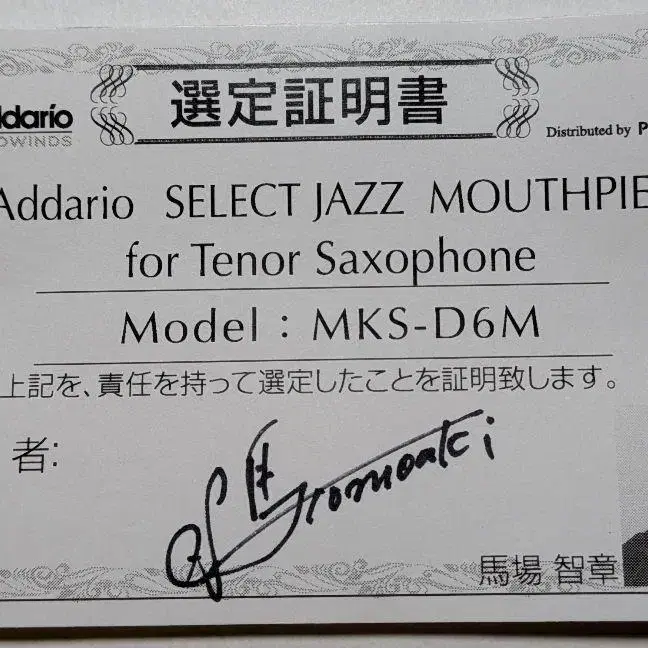 ddario
選定証明書
OWINDS
Distributed by P
Addario SELECT JAZZ MOUTHPIE
for Tenor Saxophone
Model : MKS-D6M
上記を、責任を持って選定したことを証明致します。
者:
馬場 智章